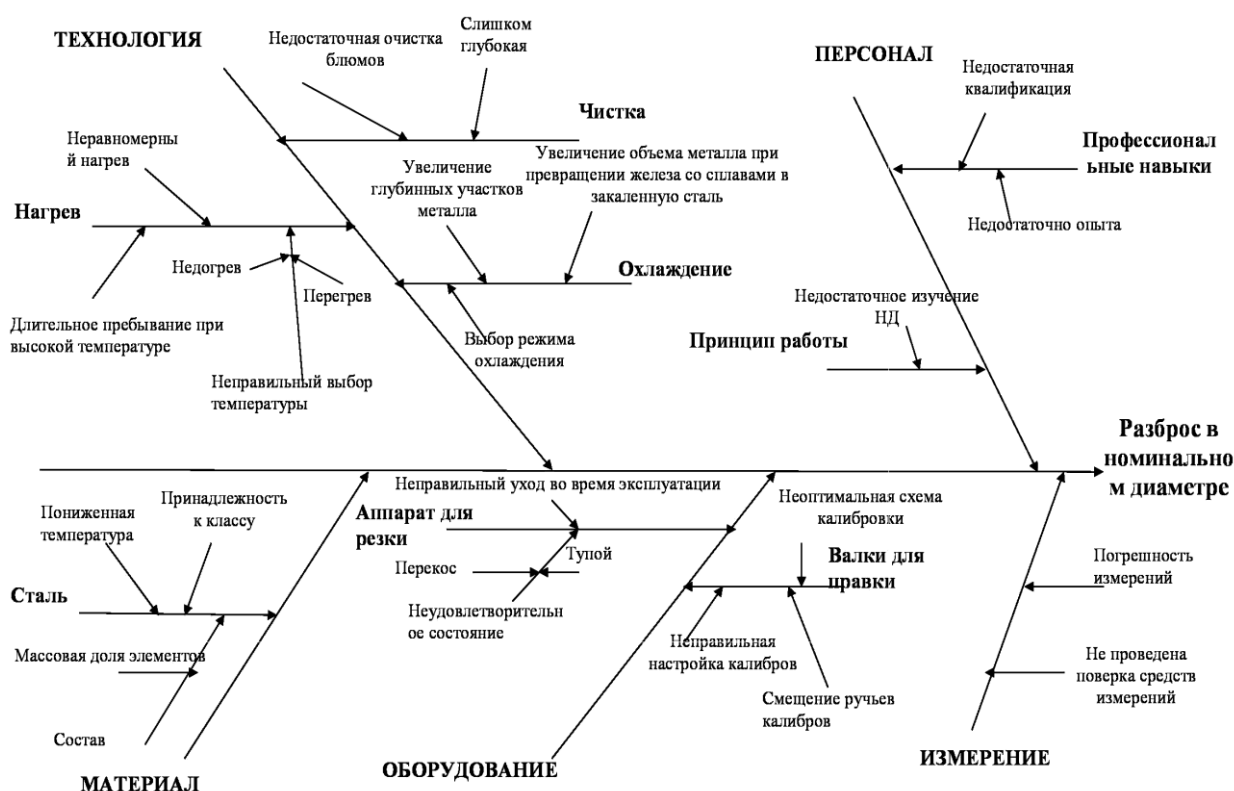 ТЕХНОЛОГИЯ
Недостаточная очистка
блюмов
Слишком
глубокая
ПЕРСОНАЛ
Недостаточная
квалификация
Чистка
Профессионал
ьные навыки
Неравномерны
й нагрев
Увеличение
глубинных участков
металла
Увеличение объема металла при
превращении железа со сплавами в
закаленную сталь
Нагрев
Недостаточно опыта
Недогрев
Перегрев
Охлаждение
Недостаточное изучение
НД
Длительное пребывание при
высокой температуре
Выбор режима
охлаждения
Принцип работы
Неправильный выбор
температуры
Разброс в
номинально
м диаметре
Неправильный уход во время эксплуатации
Принадлежность
к классу
Пониженная
температура
Аппарат для
резки
Неоптимальная схема
калибровки
Тупой
Перекос
Валки для
правки
Погрешность
измерений
Сталь
Неудовлетворительн
ое состояние
Неправильная
настройка калибров
Массовая доля элементов
Не проведена
поверка средств
измерений
Смещение ручьев
калибров
Состав
МАТЕРИАЛ
ОБОРУДОВАНИЕ
ИЗМЕРЕНИЕ